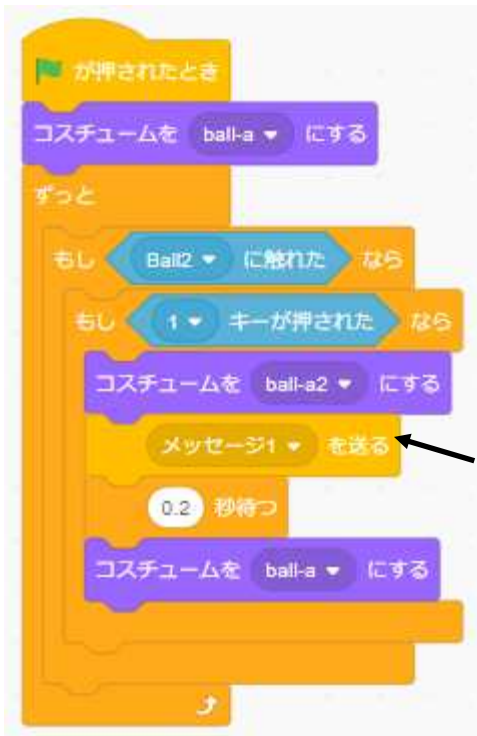 が押されたとき
コスチュームを ball-a にする
ずっと
もし Ball2 に触れた なら
もし 1 キーが押された なら
コスチュームを ball-a2 にする
メッセージ1 を送る
0.2 秒待つ
コスチュームを ball-a にする